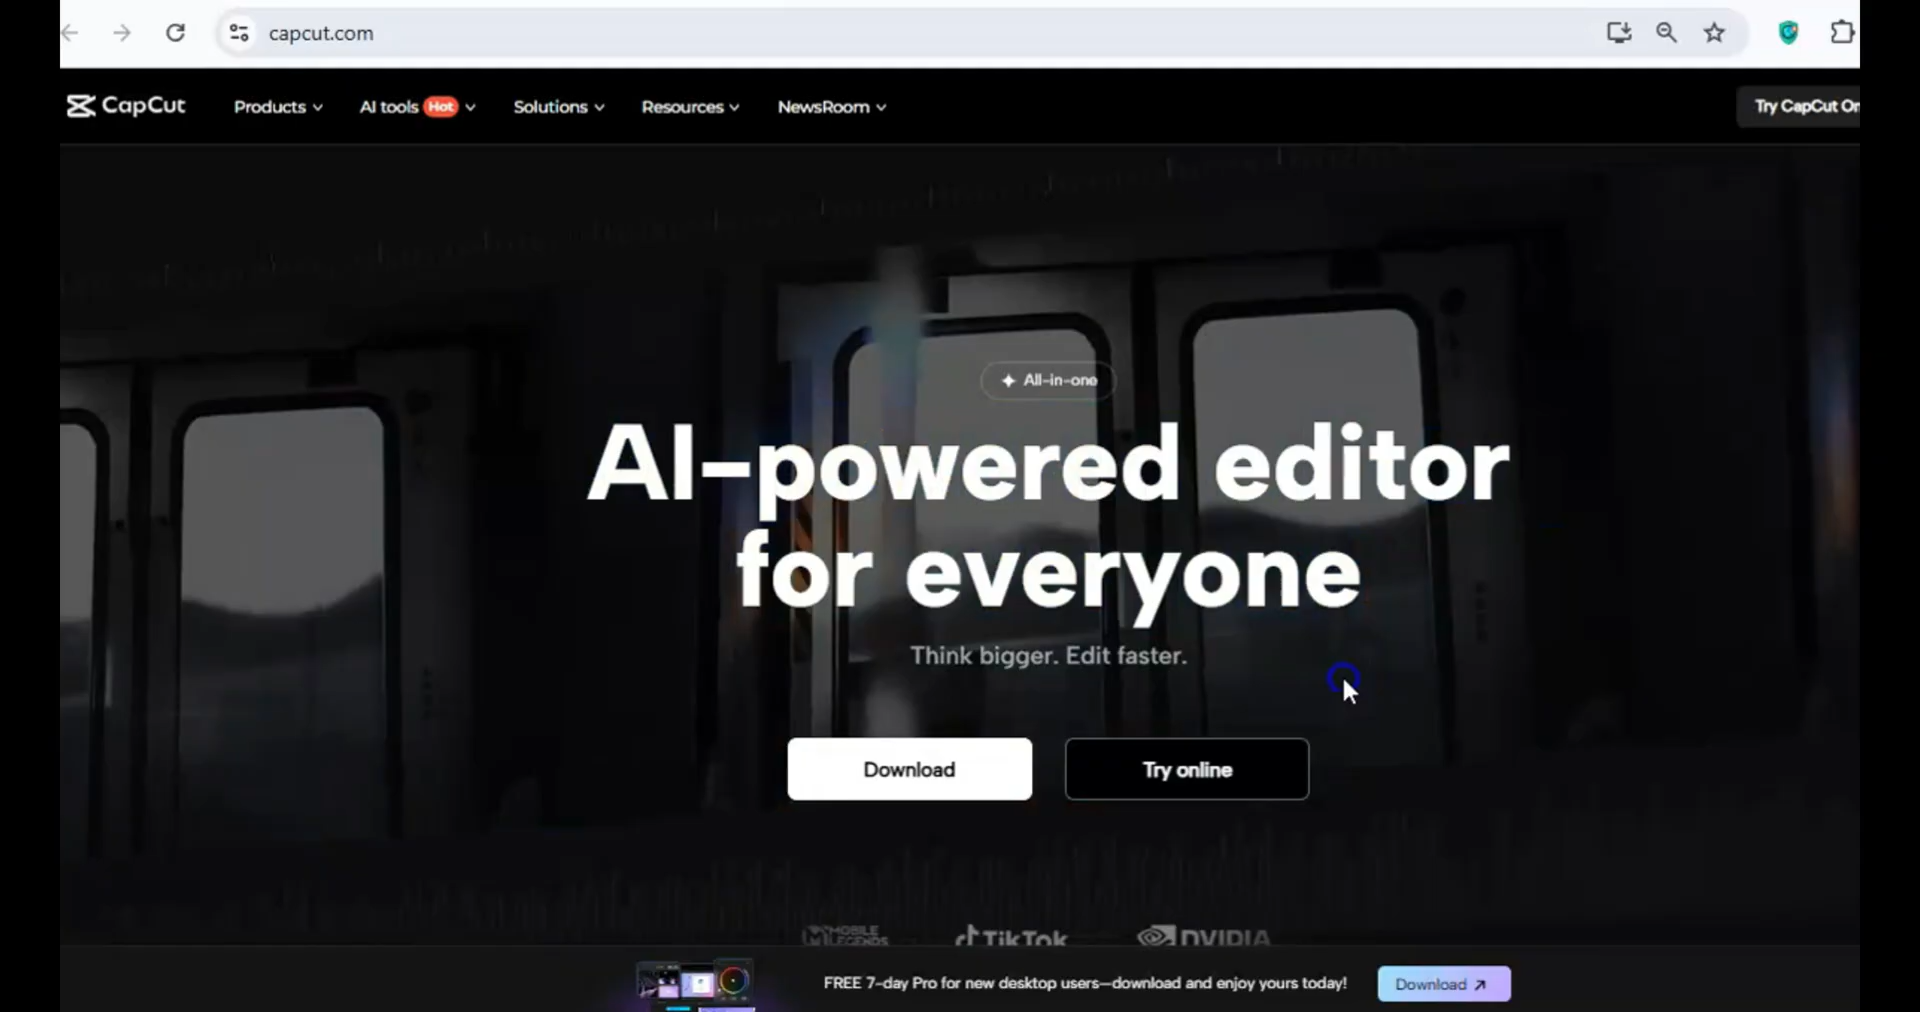 capcut.com
CapCut
Products
AI tools Hot
Solutions
Resources
NewsRoom
Try CapCut On
All-in-one
AI-powered editor
for everyone
Think bigger. Edit faster.
Download
Try online
MOBILE
LEGENDS
TikTok
NVIDIA
FREE 7-day Pro for new desktop users—download and enjoy yours today!
Download